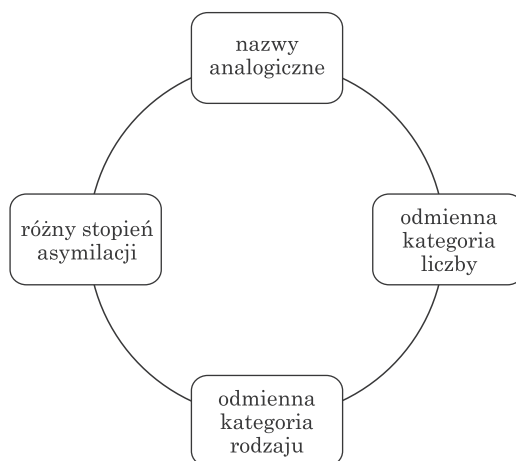 nazwy
analogiczne
różny stopień
asymilacji
odmienna
kategoria
liczby
odmienna
kategoria
rodzaju